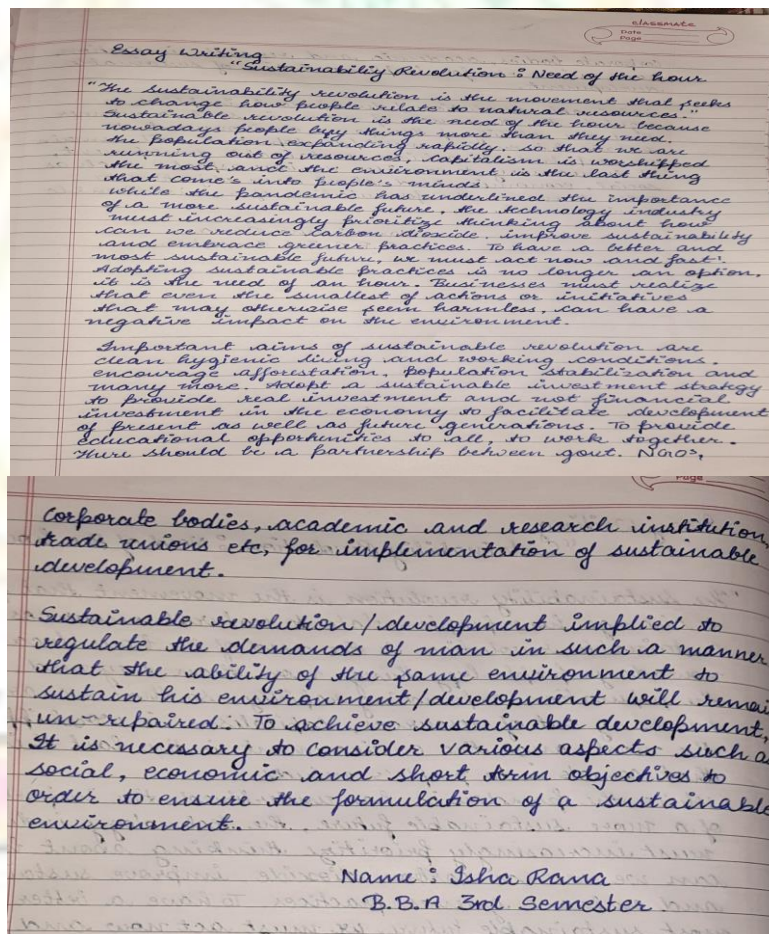 classmate
Date
Page
Essay Writing
"Sustainability Revolution : Need of the hour
"The sustainability revolution is the movement that seeks
to change how people relate to natural resources."
Sustainable revolution is the need of the hour because
nowadays people buy things more than they need.
the population expanding rapidly. so that we are
running out of resources, capitalism is worshipped
the most and the environment is the last thing
that come's into people's minds.
while the pandemic has underlined the importance
of a more sustainable future, the technology industry
must increasingly prioritize thinking about how
can we reduce carbon dioxide improve sustainability
and embrace greener practices. To have a better and
most sustainable future, we must act now and fast!
Adopting sustainable practices is no longer an option,
it is the need of an hour. Businesses must realize
that even the smallest of actions or initiatives
that may otherwise seem harmless, can have a
negative impact on the environment.
Important aims of sustainable revolution are
clean hygienic living and working conditions.
encourage afforestation, population stabilization and
many more. Adopt a sustainable investment strategy
to provide real investment and not financial
investment in the economy to facilitate development
of present as well as future generations. To provide
educational opportunities to all, to work together.
There should be a partnership between govt. NGOs,
Page
Corporate bodies, academic and research institution,
trade unions etc, for implementation of sustainable
development.
Sustainable revolution / development implied to
regulate the demands of man in such a manner
that the ability of the same environment to
sustain his environment / development will remai
un-repaired. To achieve sustainable development,
It is necessary to consider various aspects such as
social, economic and short term objectives to
order to ensure the formulation of a sustainable
environment.
Name : Isha Rana
B.B.A 3rd Semester